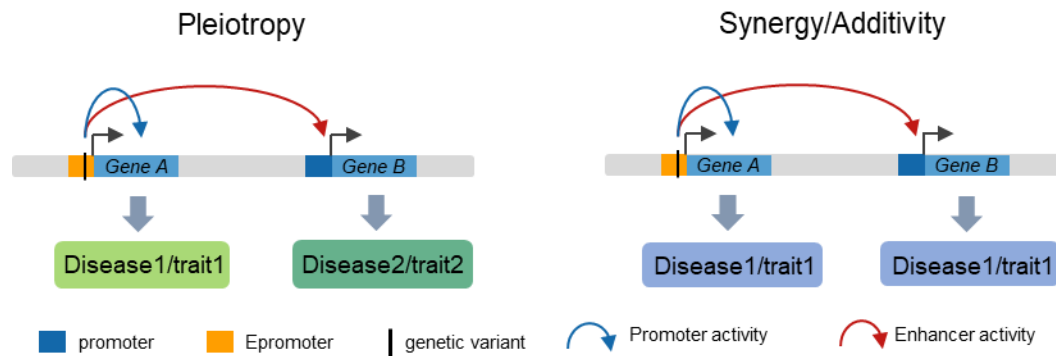 Pleiotropy
Synergy/Additivity
Gene A
Gene B
Gene A
Gene B
Disease1/trait1
Disease2/trait2
Disease1/trait1
Disease1/trait1
promoter
Epromoter
genetic variant
Promoter activity
Enhancer activity